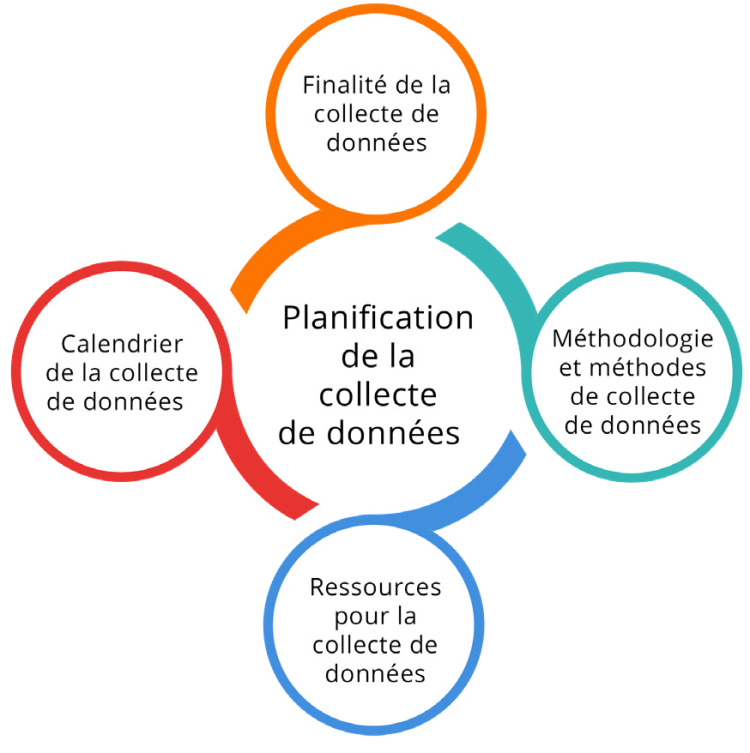 Finalité de la
collecte de
données
Planification
de la
collecte
de données
Calendrier
de la collecte
de données
Méthodologie
et méthodes
de collecte
de données
Ressources
pour la
collecte de
données